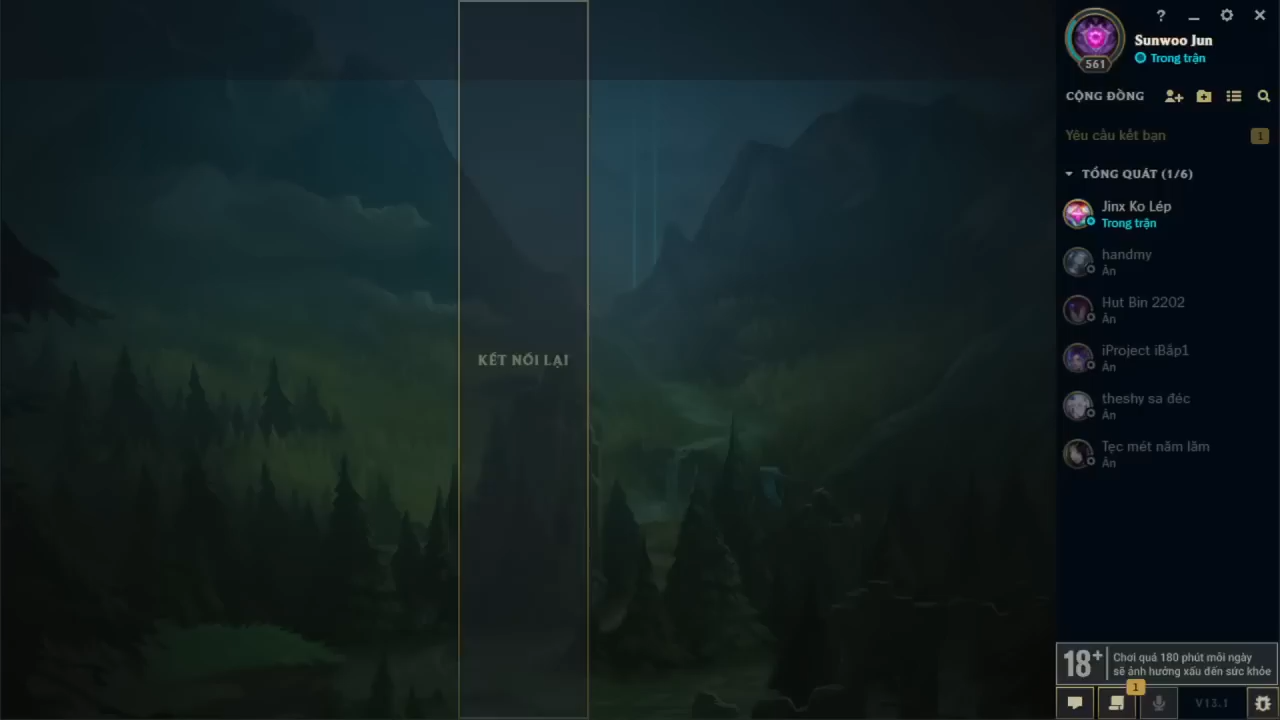 ?
Sunwoo Jun
561
Trong trận
CỘNG ĐỒNG
Yêu cầu kết bạn
1
TỔNG QUÁT (1/6)
Jinx Ko Lép
Trong trận
handmy
Ẩn
Hut Bin 2202
Ẩn
KẾT NỐI LẠI
iProject iBắp1
Ẩn
theshy sa đéc
Ẩn
Tẹc mét năm lăm
Ẩn
18+
Chơi quá 180 phút mỗi ngày
sẽ ảnh hưởng xấu đến sức khỏe
1
V13.1